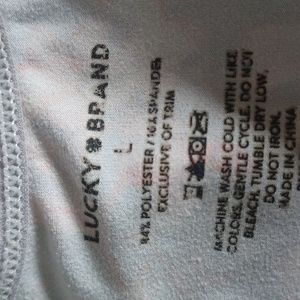 LUCKY BRAND
L
84% POLYESTER / 16% SPANDEX
EXCLUSIVE OF TRIM
MACHINE WASH COLD WITH LIKE
COLORS, GENTLE CYCLE. DO NOT
BLEACH, TUMBLE DRY LOW.
DO NOT IRON.
MADE IN CHINA